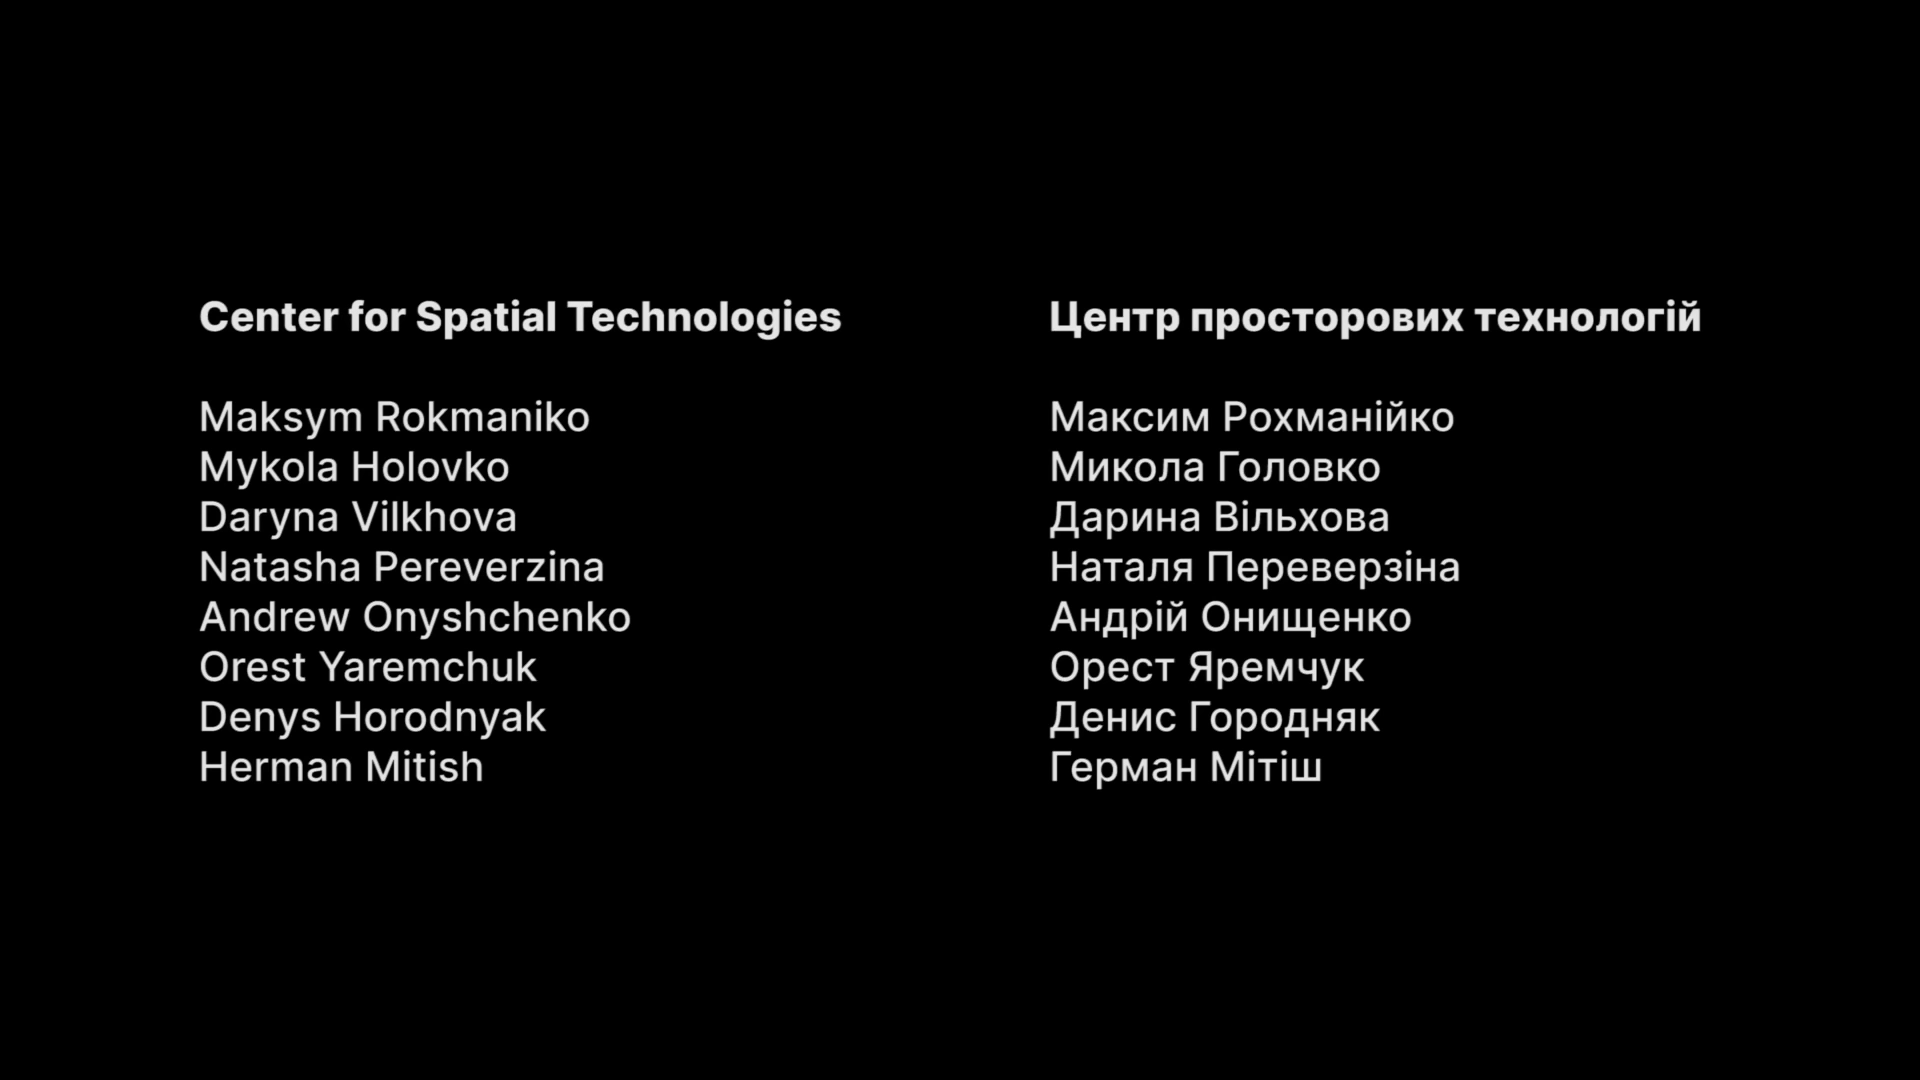 Center for Spatial Technologies
Maksym Rokmaniko
Mykola Holovko
Daryna Vilkhova
Natasha Pereverzina
Andrew Onyshchenko
Orest Yaremchuk
Denys Horodnyak
Herman Mitish
Центр просторових технологій
Максим Рохманійко
Микола Головко
Дарина Вільхова
Наталя Переверзіна
Андрій Онищенко
Орест Яремчук
Денис Городняк
Герман Мітіш